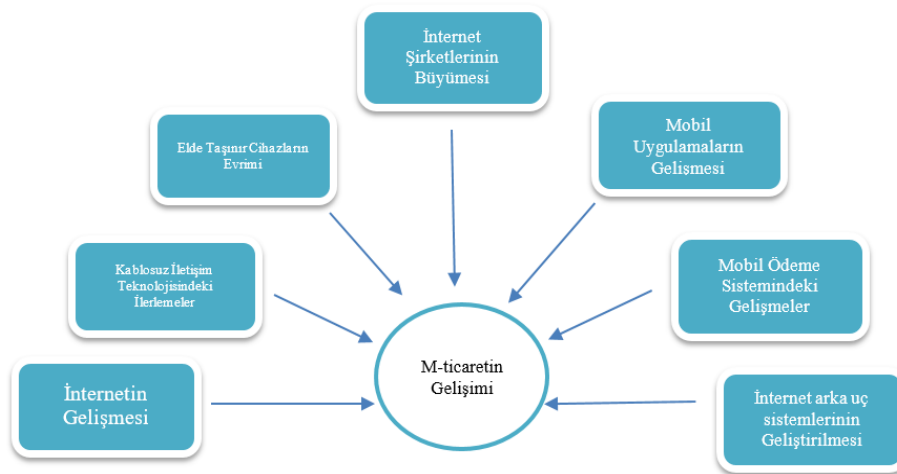 İnternet
Şirketlerinin
Büyümesi
Elde Taşınır Cihazların
Evrimi
Mobil
Uygulamaların
Gelişmesi
Kablosuz İletişim
Teknolojisindeki
İlerlemeler
Mobil Ödeme
Sistemindeki
Gelişmeler
M-ticaretin
Gelişimi
İnternetin
Gelişmesi
İnternet arka uç
sistemlerinin
Geliştirilmesi